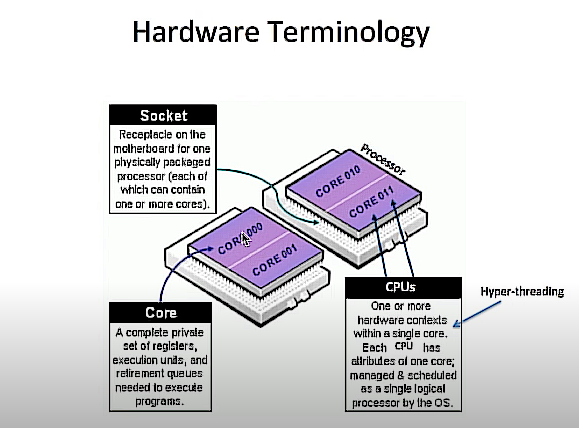 Hardware Terminology
Socket
Receptacle on the
motherboard for one
physically packaged
processor (each of
which can contain
one or more cores).
Processor
CORE 010
CORE 011
CORE 000
CORE 001
Core
A complete private
set of registers,
execution units, and
retirement queues
needed to execute
programs.
CPUs
One or more
hardware contexts
within a single core.
Each CPU has
attributes of one core;
managed & scheduled
as a single logical
processor by the OS.
Hyper-threading